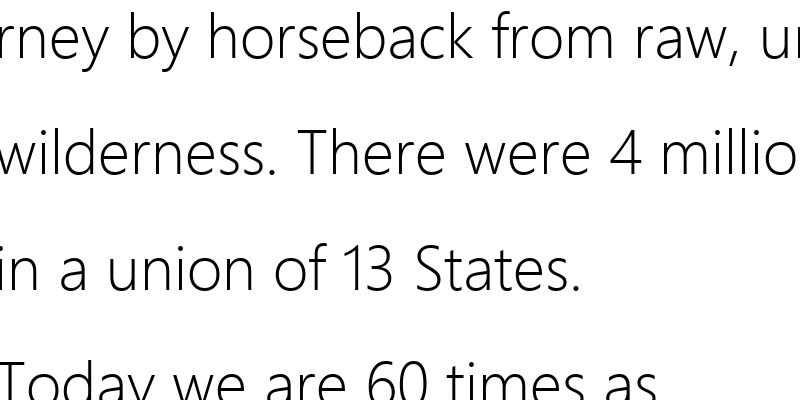 rney by horseback from raw,
wilderness. There were 4 millio
in a union of 13 States.
Today we are 60 times as